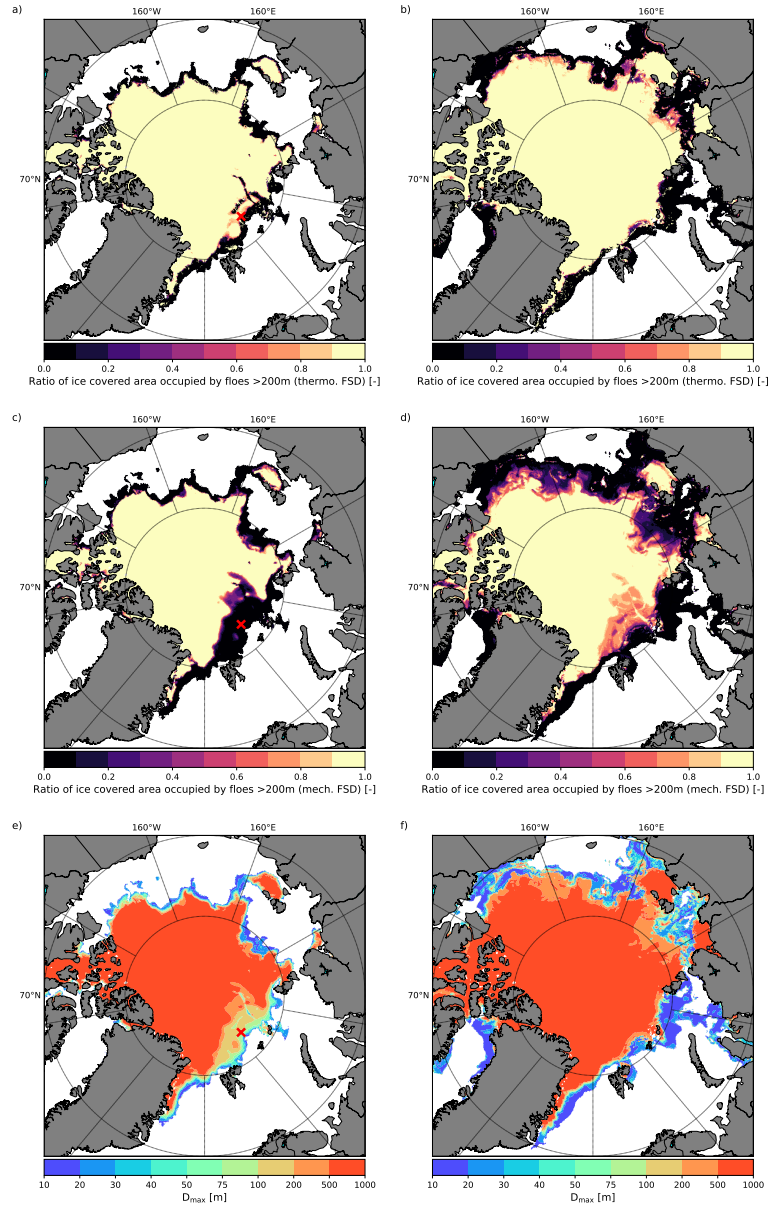 a)
160°W
160°E
70°N
0.0 0.2 0.4 0.6 0.8 1.0
Ratio of ice covered area occupied by floes >200m (thermo. FSD) [-]
b)
160°W
160°E
0.0 0.2 0.4 0.6 0.8 1.0
Ratio of ice covered area occupied by floes >200m (thermo. FSD) [-]
c)
160°W
160°E
70°N
0.0 0.2 0.4 0.6 0.8 1.0
Ratio of ice covered area occupied by floes >200m (mech. FSD) [-]
d)
160°W
160°E
0.0 0.2 0.4 0.6 0.8 1.0
Ratio of ice covered area occupied by floes >200m (mech. FSD) [-]
e)
160°W
160°E
70°N
10 20 30 40 50 75 100 200 500 1000
Dmax [m]
f)
160°W
160°E
10 20 30 40 50 75 100 200 500 1000
Dmax [m]